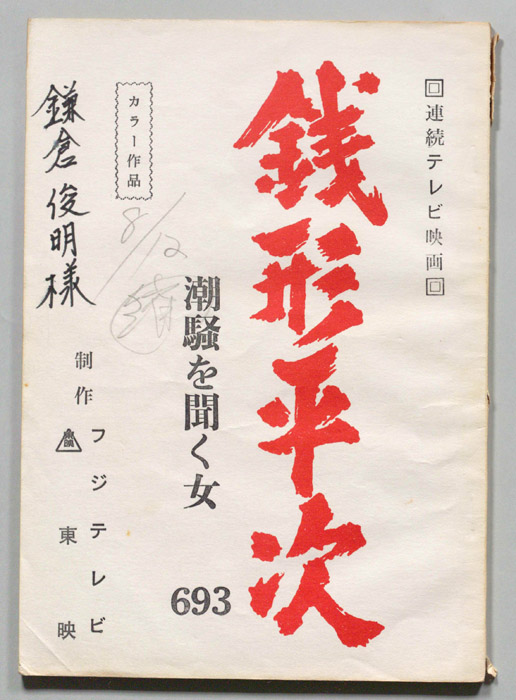 □連続テレビ映画□
銭形平次
潮騒を聞く女
693
カラー作品
8/12
鎌倉俊明様
制作
フジテレビ
東映